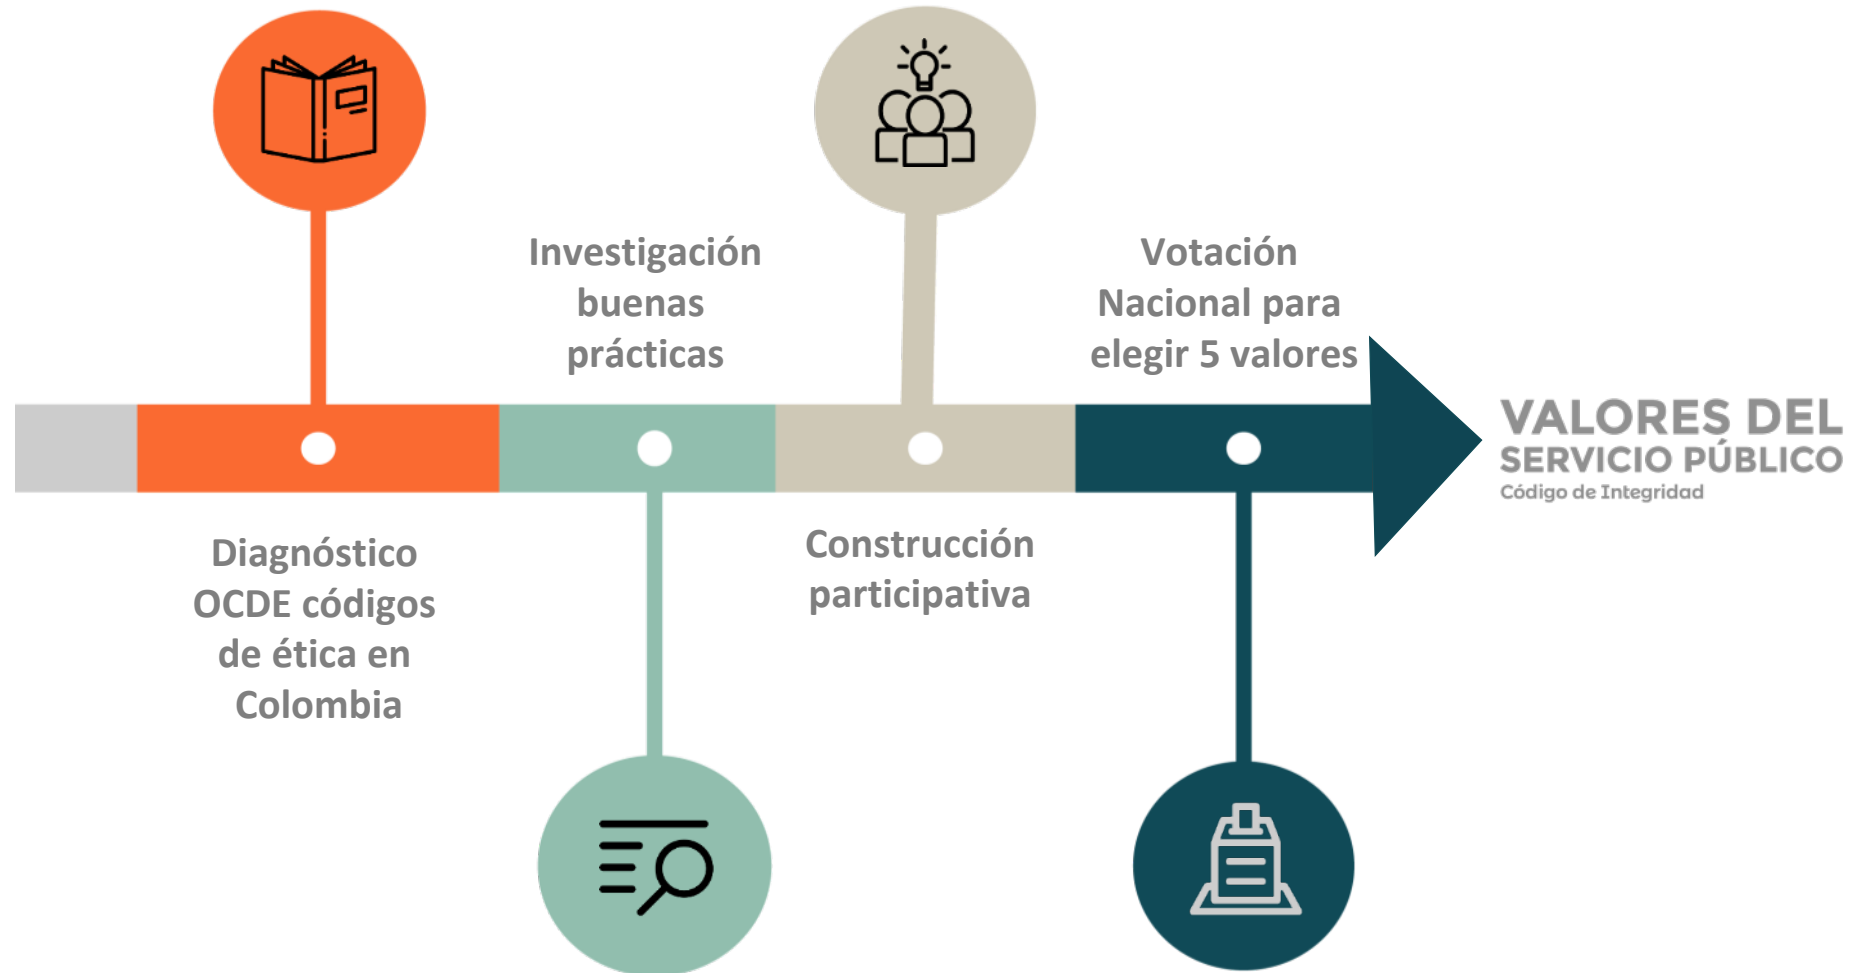 Diagnóstico
OCDE códigos
de ética en
Colombia
Investigación
buenas
prácticas
Construcción
participativa
Votación
Nacional para
elegir 5 valores
VALORES DEL
SERVICIO PÚBLICO
Código de Integridad